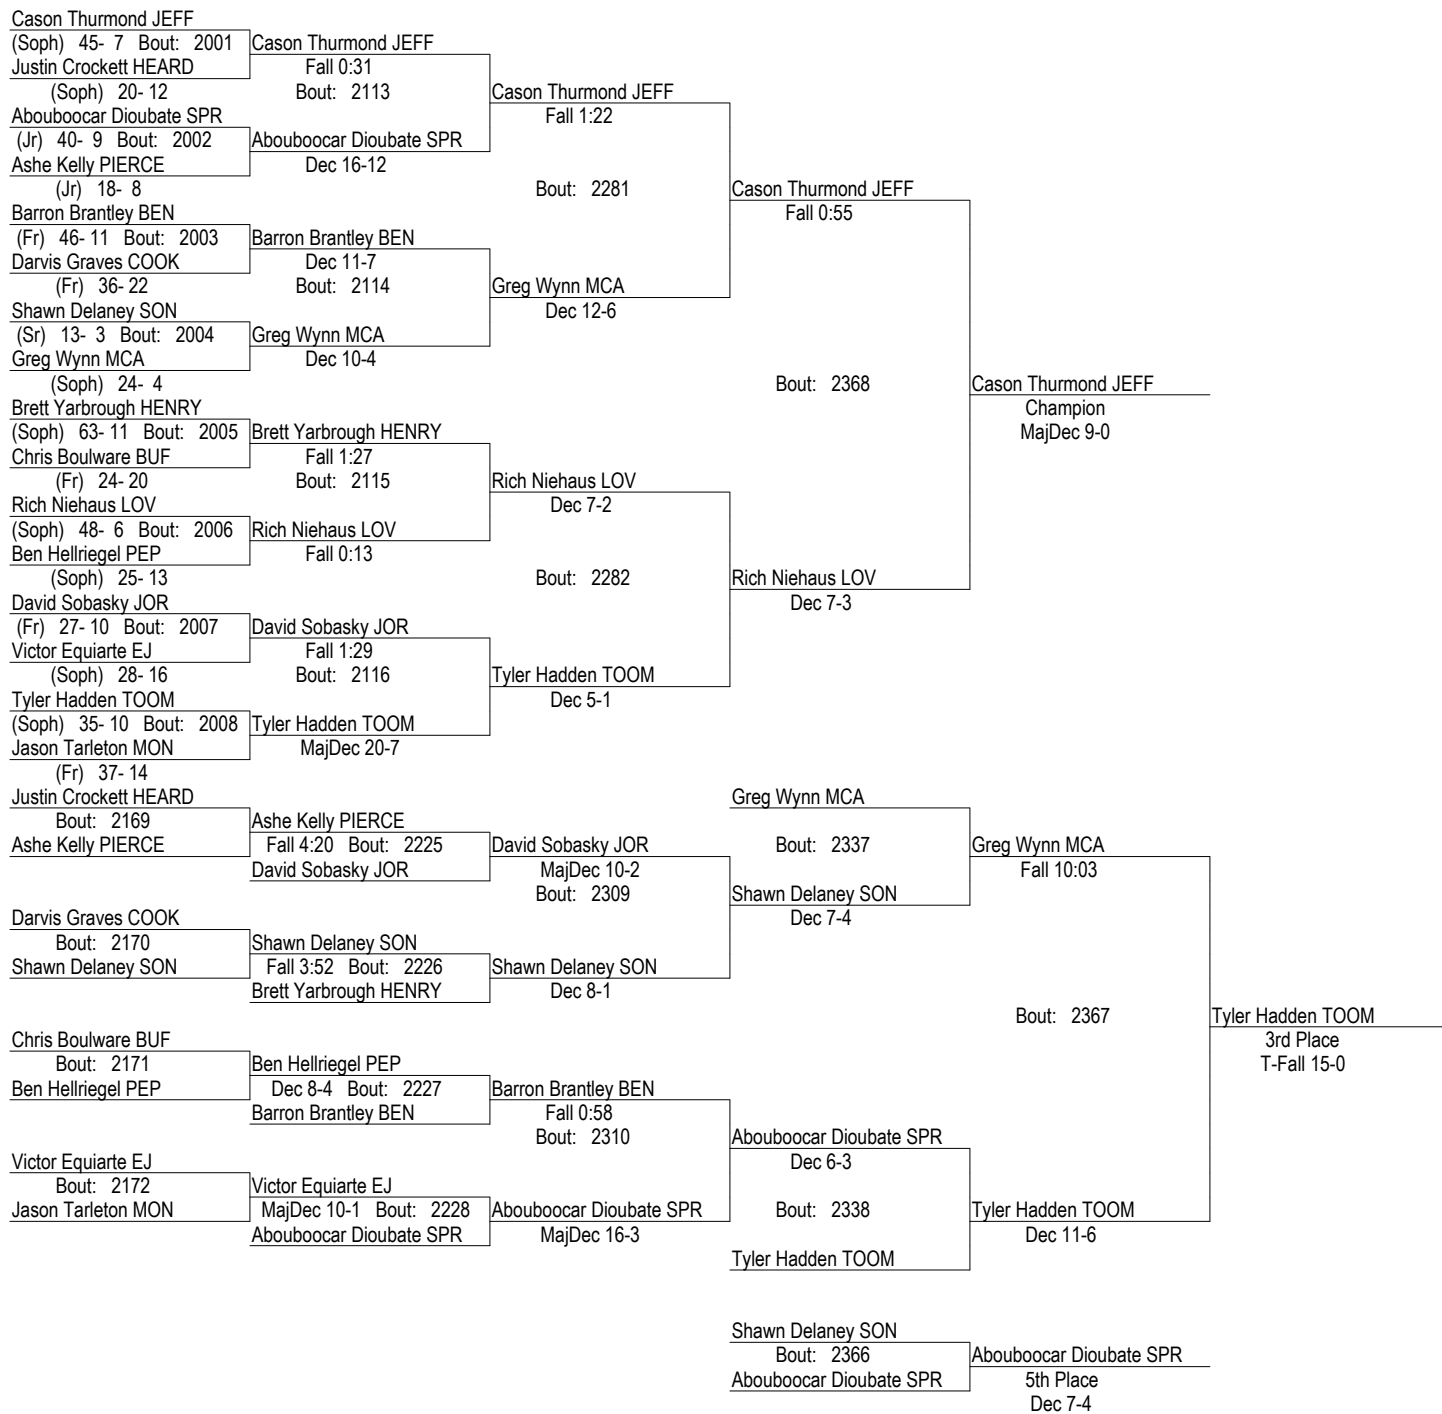 Cason Thurmond JEFF
(Soph) 45- 7 Bout: 2001 Cason Thurmond JEFF
Justin Crockett HEARD Fall 0:31
(Soph) 20- 12 Bout: 2113 Cason Thurmond JEFF
Abouboocar Dioubate SPR Fall 1:22
(Jr) 40- 9 Bout: 2002 Abouboocar Dioubate SPR
Ashe Kelly PIERCE Dec 16-12
(Jr) 18- 8 Bout: 2281 Cason Thurmond JEFF
Barron Brantley BEN Fall 0:55
(Fr) 46- 11 Bout: 2003 Barron Brantley BEN
Darvis Graves COOK Dec 11-7
(Fr) 36- 22 Bout: 2114 Greg Wynn MCA
Shawn Delaney SON Dec 12-6
(Sr) 13- 3 Bout: 2004 Greg Wynn MCA
Greg Wynn MCA Dec 10-4
(Soph) 24- 4 Bout: 2368 Cason Thurmond JEFF
Brett Yarbrough HENRY Champion
(Soph) 63- 11 Bout: 2005 Brett Yarbrough HENRY MajDec 9-0
Chris Boulware BUF Fall 1:27
(Fr) 24- 20 Bout: 2115 Rich Niehaus LOV
Rich Niehaus LOV Dec 7-2
(Soph) 48- 6 Bout: 2006 Rich Niehaus LOV
Ben Hellriegel PEP Fall 0:13
(Soph) 25- 13 Bout: 2282 Rich Niehaus LOV
David Sobasky JOR Dec 7-3
(Fr) 27- 10 Bout: 2007 David Sobasky JOR
Victor Equiarte EJ Fall 1:29
(Soph) 28- 16 Bout: 2116 Tyler Hadden TOOM
Tyler Hadden TOOM Dec 5-1
(Soph) 35- 10 Bout: 2008 Tyler Hadden TOOM
Jason Tarleton MON MajDec 20-7
(Fr) 37- 14
Justin Crockett HEARD Greg Wynn MCA
Bout: 2169 Ashe Kelly PIERCE
Ashe Kelly PIERCE Fall 4:20 Bout: 2225 David Sobasky JOR Bout: 2337 Greg Wynn MCA
David Sobasky JOR MajDec 10-2 Fall 10:03
Bout: 2309 Shawn Delaney SON
Darvis Graves COOK Dec 7-4
Bout: 2170 Shawn Delaney SON
Shawn Delaney SON Fall 3:52 Bout: 2226 Shawn Delaney SON
Brett Yarbrough HENRY Dec 8-1
Bout: 2367 Tyler Hadden TOOM
Chris Boulware BUF 3rd Place
Bout: 2171 Ben Hellriegel PEP T-Fall 15-0
Ben Hellriegel PEP Dec 8-4 Bout: 2227 Barron Brantley BEN
Barron Brantley BEN Fall 0:58
Bout: 2310 Abouboocar Dioubate SPR
Victor Equiarte EJ Dec 6-3
Bout: 2172 Victor Equiarte EJ
Jason Tarleton MON MajDec 10-1 Bout: 2228 Abouboocar Dioubate SPR Bout: 2338 Tyler Hadden TOOM
Abouboocar Dioubate SPR MajDec 16-3 Dec 11-6
Tyler Hadden TOOM
Shawn Delaney SON
Bout: 2366 Abouboocar Dioubate SPR
Abouboocar Dioubate SPR 5th Place
Dec 7-4